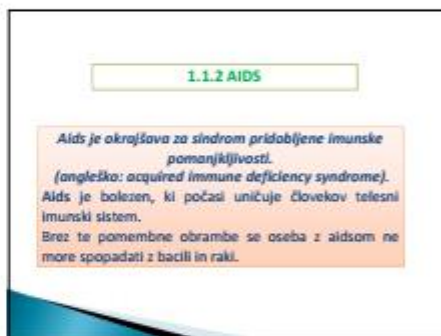 1.1.2 AIDS
Aids je okrajšava za sindrom pridobljene imunske
pomanjkljivosti.
(angleško: acquired immune deficiency syndrome).
Aids je bolezen, ki počasi uničuje človekov telesni
imunski sistem.
Brez te pomembne obrambe se oseba z aidsom ne
more spopadati z bacili in raki.